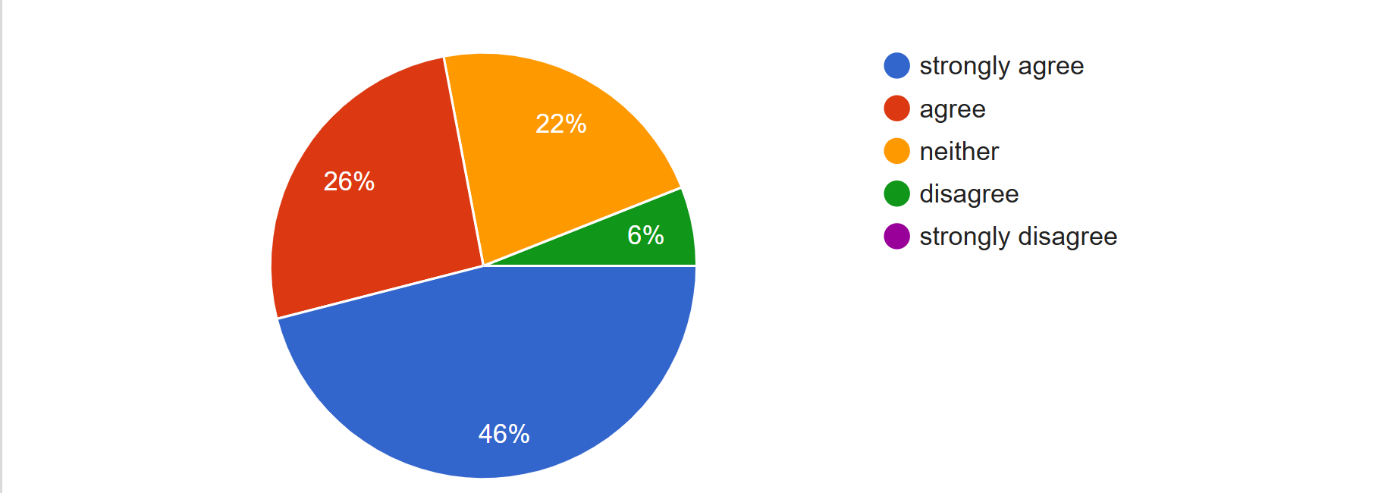 22%
26%
6%
46%
strongly agree
agree
neither
disagree
strongly disagree